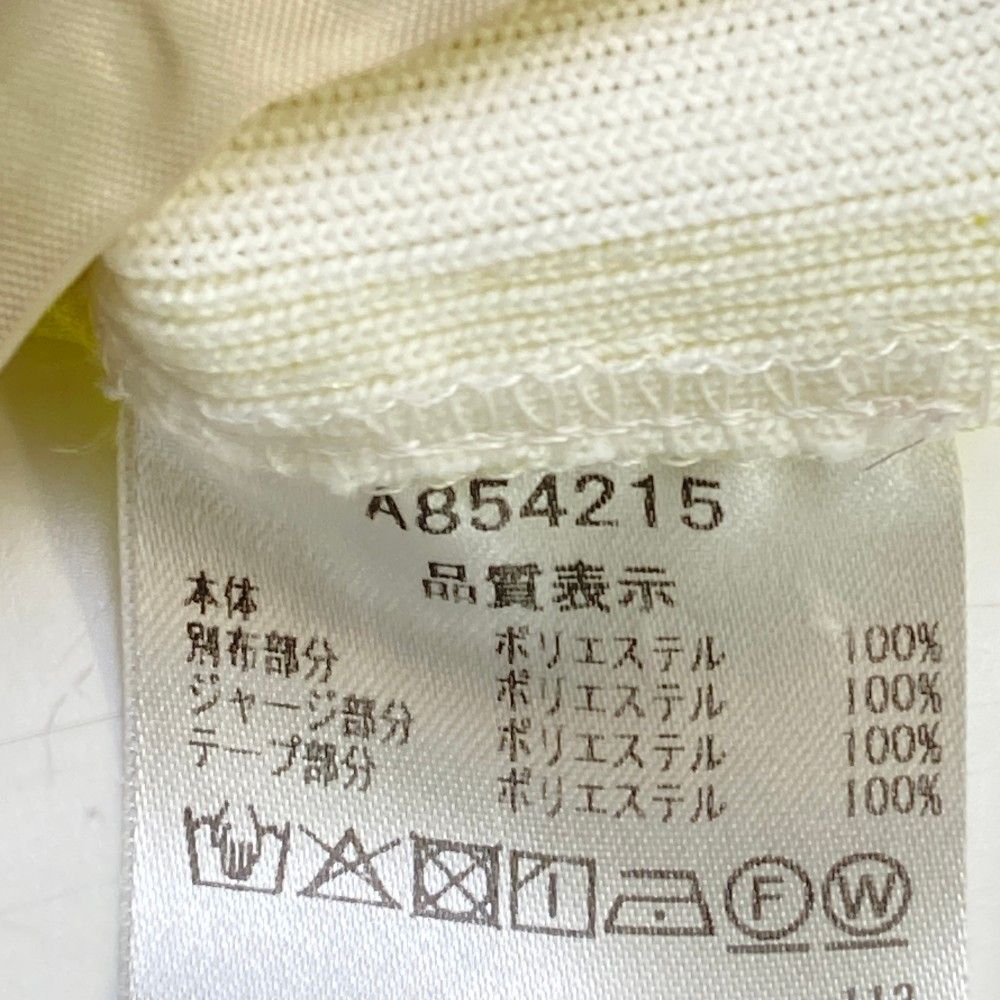 A854215
品質表示
本体 ポリエステル 100%
別布部分 ポリエステル 100%
ジャージ部分 ポリエステル 100%
テープ部分 ポリエステル 100%
F W